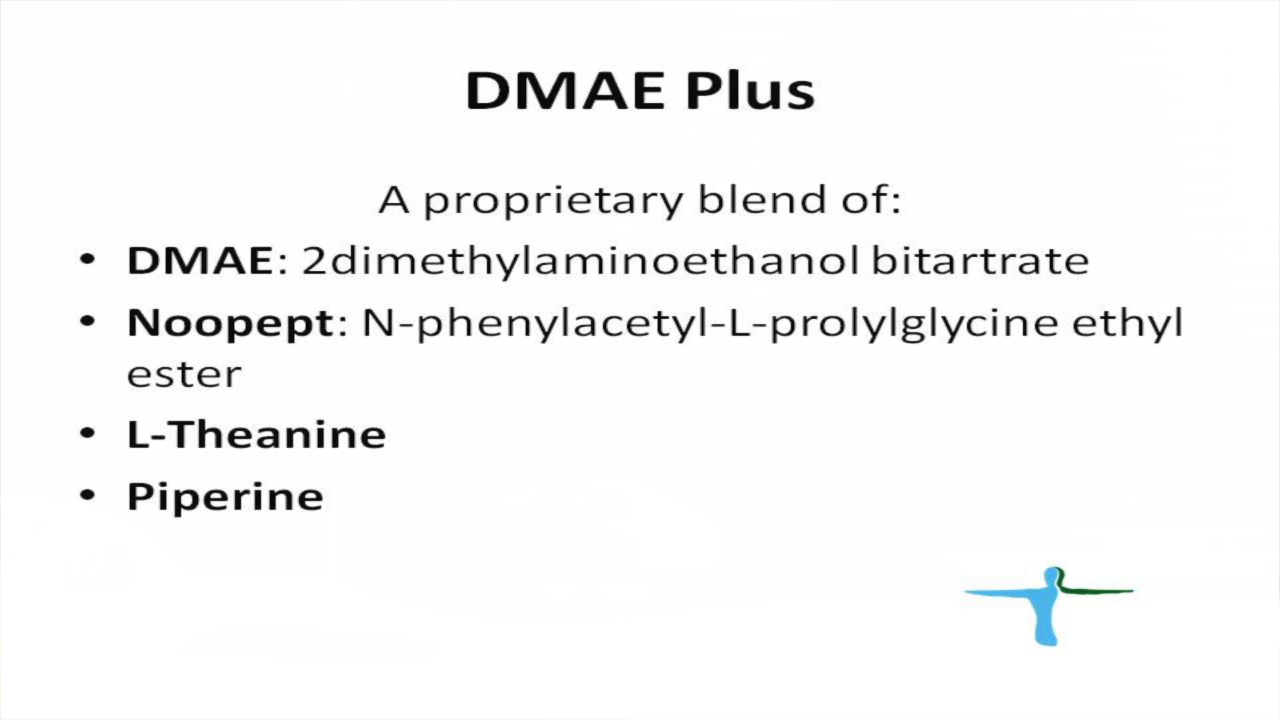 DMAE Plus
A proprietary blend of:
• DMAE: 2dimethylaminoethanol bitartrate
• Noopept: N-phenylacetyl-L-prolylglycine ethyl
ester
• L-Theanine
• Piperine